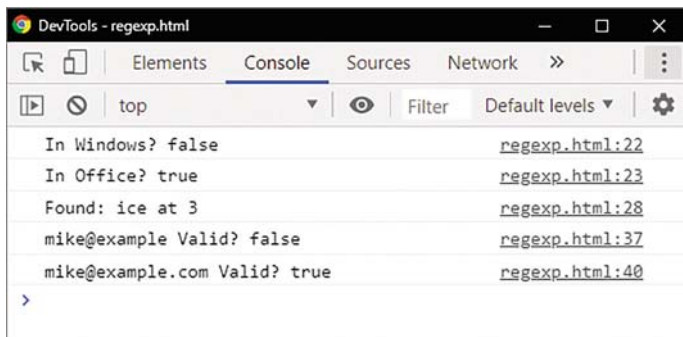 DevTools - regexp.html
Elements Console Sources Network »
top Filter Default levels
In Windows? false regexp.html:22
In Office? true regexp.html:23
Found: ice at 3 regexp.html:28
mike@example Valid? false regexp.html:37
mike@example.com Valid? true regexp.html:40
>